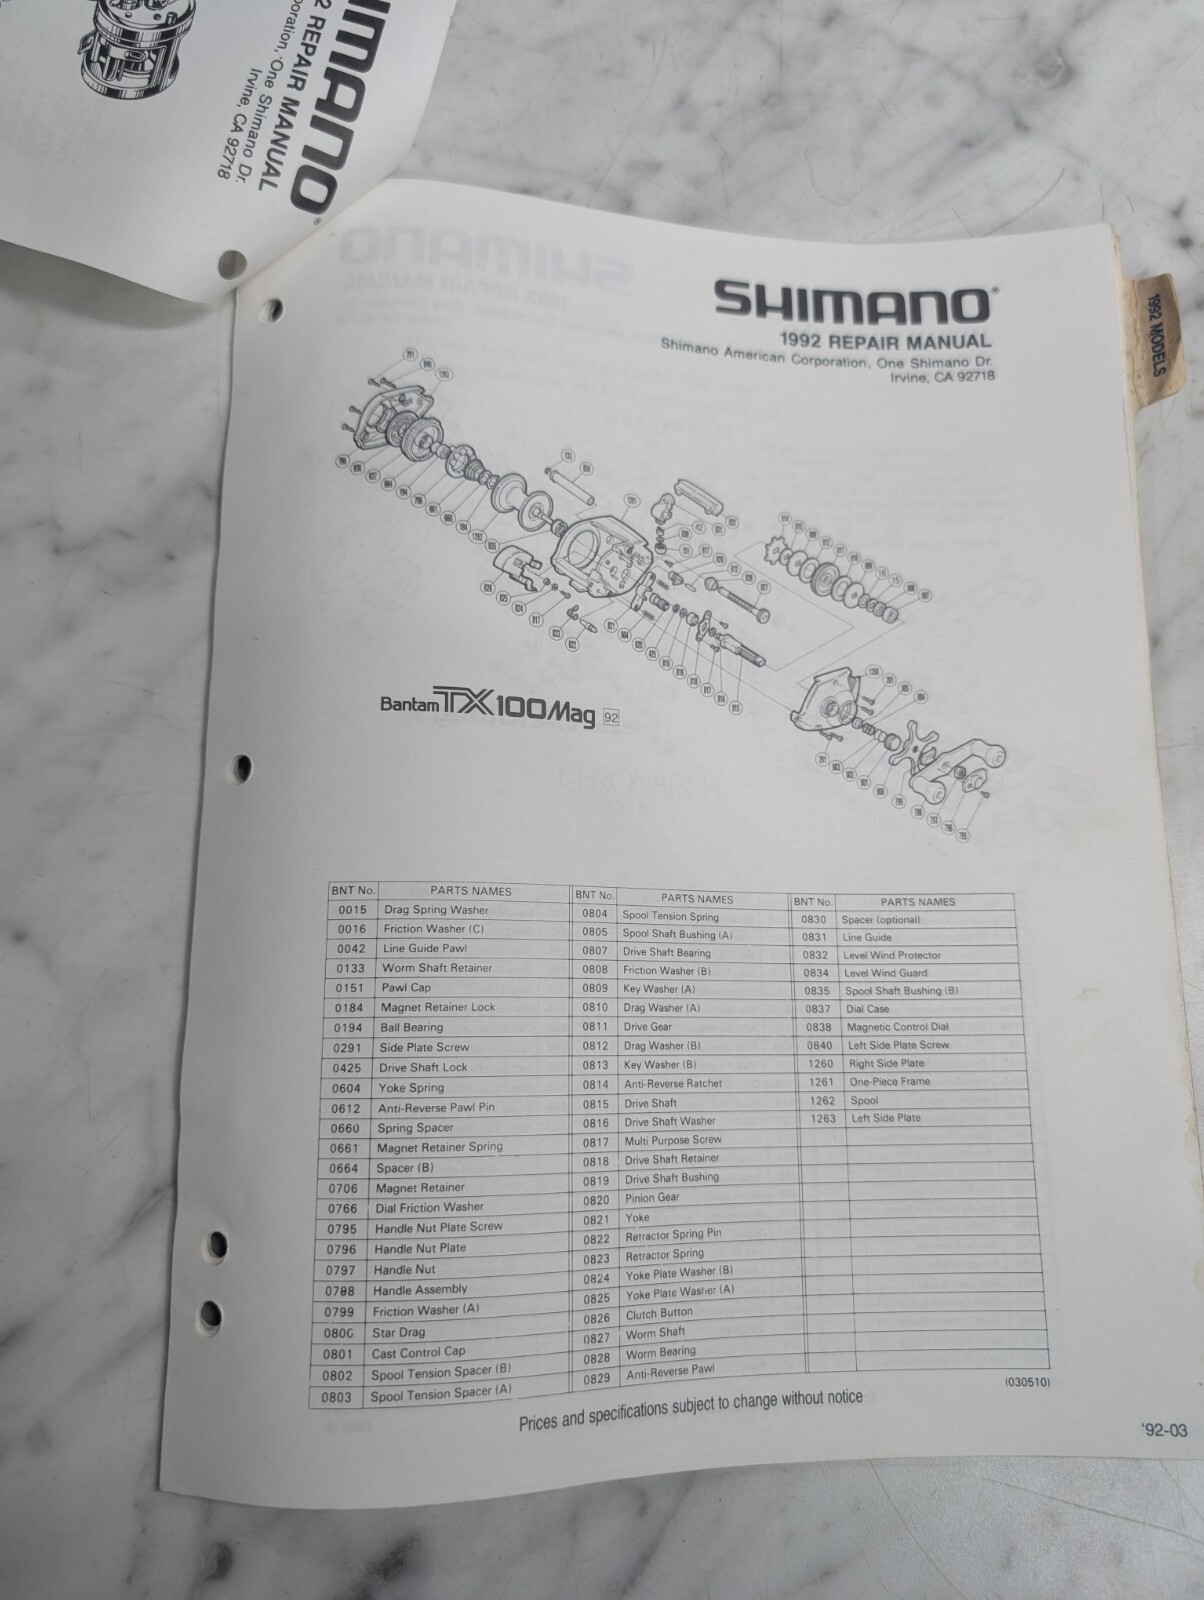 2 REPAIR MANUAL
One Shimano Dr.
Irvine, CA 92718
SHIMANO®
1992 REPAIR MANUAL
Shimano American Corporation, One Shimano Dr.
Irvine, CA 92718
1992 MODELS
Bantam TX100Mag 92
BNT No. PARTS NAMES
0015 Drag Spring Washer
0016 Friction Washer (C)
0042 Line Guide Pawl
0133 Worm Shaft Retainer
0151 Pawl Cap
0184 Magnet Retainer Lock
0194 Ball Bearing
0291 Side Plate Screw
0425 Drive Shaft Lock
0604 Yoke Spring
0612 Anti-Reverse Pawl Pin
0660 Spring Spacer
0661 Magnet Retainer Spring
0664 Spacer (B)
0706 Magnet Retainer
0766 Dial Friction Washer
0795 Handle Nut Plate Screw
0796 Handle Nut Plate
0797 Handle Nut
0798 Handle Assembly
0799 Friction Washer (A)
0800 Star Drag
0801 Cast Control Cap
0802 Spool Tension Spacer (B)
0803 Spool Tension Spacer (A)
BNT No. PARTS NAMES
0804 Spool Tension Spring
0805 Spool Shaft Bushing (A)
0807 Drive Shaft Bearing
0808 Friction Washer (B)
0809 Key Washer (A)
0810 Drag Washer (A)
0811 Drive Gear
0812 Drag Washer (B)
0813 Key Washer (B)
0814 Anti-Reverse Ratchet
0815 Drive Shaft
0816 Drive Shaft Washer
0817 Multi Purpose Screw
0818 Drive Shaft Retainer
0819 Drive Shaft Bushing
0820 Pinion Gear
0821 Yoke
0822 Retractor Spring Pin
0823 Retractor Spring
0824 Yoke Plate Washer (B)
0825 Yoke Plate Washer (A)
0826 Clutch Button
0827 Worm Shaft
0828 Worm Bearing
0829 Anti-Reverse Pawl
BNT No. PARTS NAMES
0830 Spacer (optional)
0831 Line Guide
0832 Level Wind Protector
0834 Level Wind Guard
0835 Spool Shaft Bushing (B)
0837 Dial Case
0838 Magnetic Control Dial
0840 Left Side Plate Screw
1260 Right Side Plate
1261 One-Piece Frame
1262 Spool
1263 Left Side Plate
(030510)
Prices and specifications subject to change without notice
'92-03